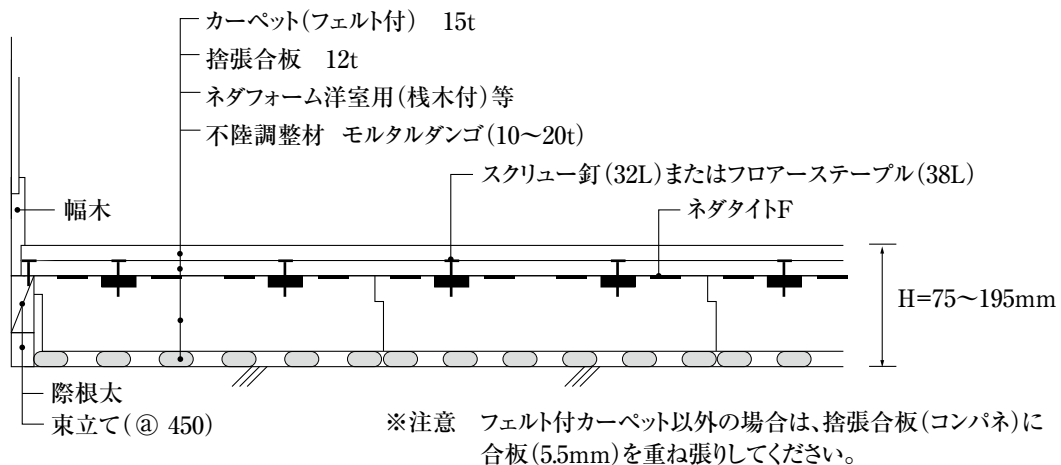 カーペット(フェルト付) 15t
捨張合板 12t
ネダフォーム洋室用(桟木付)等
不陸調整材 モルタルダンゴ(10～20t)
スクリュー釘(32L)またはフロアーステープル(38L)
幅木
ネダタイトF
H=75～195mm
際根太
束立て(ⓐ 450)
※注意 フェルト付カーペット以外の場合は、捨張合板(コンパネ)に
合板(5.5mm)を重ね張りしてください。